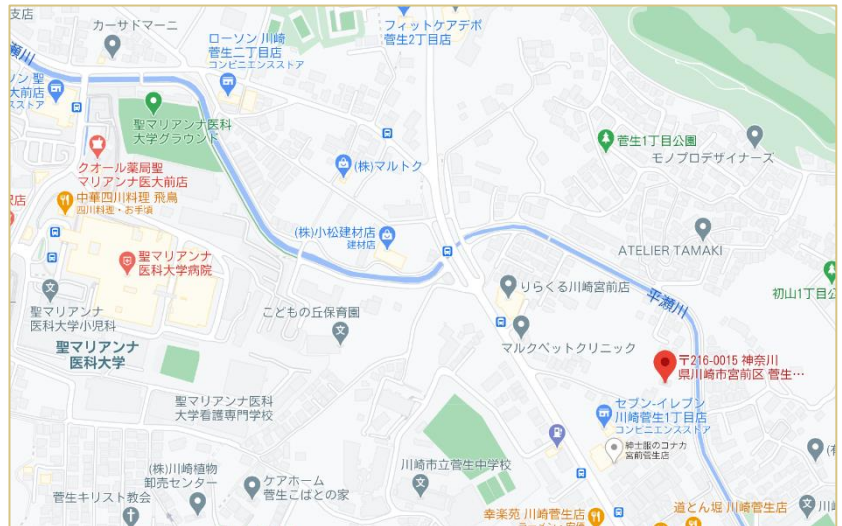 支店
カーサドマーニ
フィットケアデポ
菅生2丁目店
ローソン 川崎
菅生二丁目店
コンビニエンスストア
瀬川
ソン 聖
大前店
スストア
聖マリアンナ医科
大学グラウンド
菅生1丁目公園
モノプロデザイナーズ
クオール薬局聖
マリアンナ医大前店
(株)マルトク
沢店
中華四川料理 飛鳥
四川料理・お手頃
(株)小松建材店
建材店
ATELIER TAMAKI
聖マリアンナ
医科大学病院
りらくる川崎宮前店
平瀬川
初山1丁目公
聖マリアンナ
医科大学小児科
こどもの丘保育園
聖マリアンナ
医科大学
マルクペットクリニック
〒216-0015 神奈川
県川崎市宮前区 菅生…
聖マリアンナ医科
大学看護専門学校
セブン-イレブン
川崎菅生1丁目店
コンビニエンスストア
紳士服のコナカ
宮前菅生店
(有
川崎市立菅生中学校
(株)川崎植物
卸売センター
ケアホーム
菅生こばとの家
菅生キリスト教会
幸楽苑 川崎菅生店
道とん堀 川崎菅生店
川崎